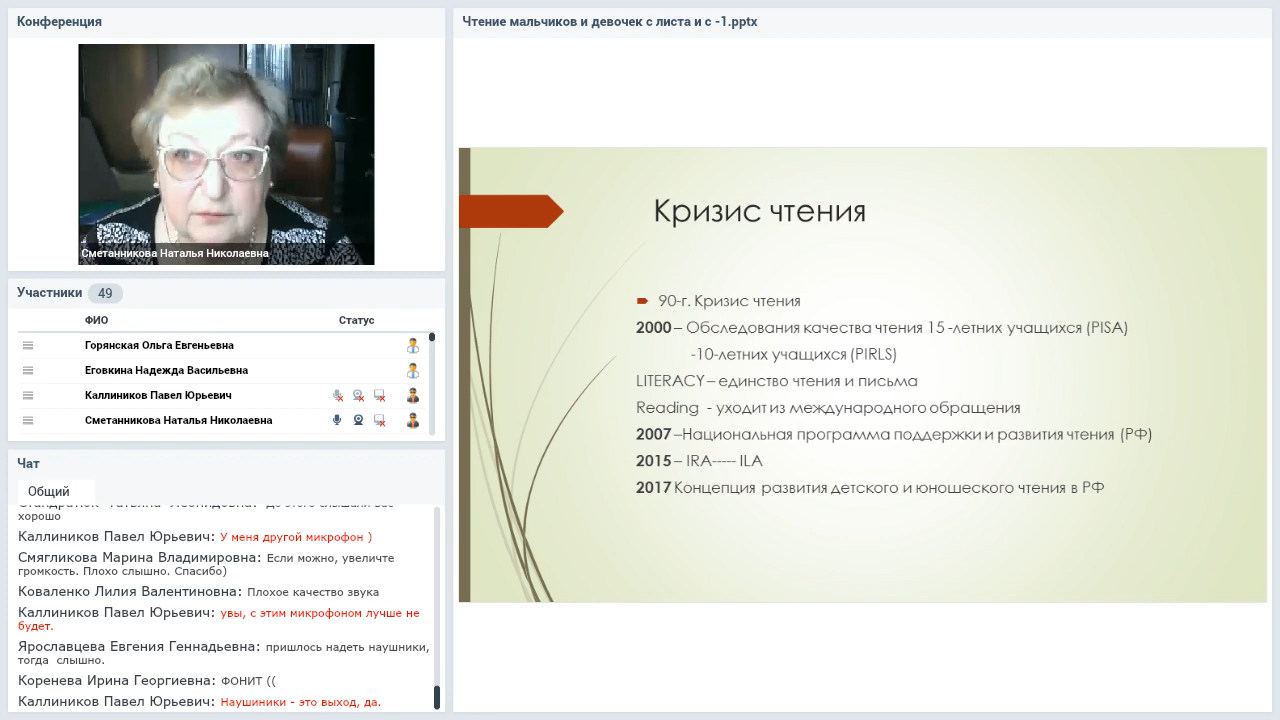 Конференция
Сметанникова Наталья Николаевна
Участники 49
ФИО Статус
Горянская Ольга Евгеньевна
Еговкина Надежда Васильевна
Каллиников Павел Юрьевич
Сметанникова Наталья Николаевна
Чат
Общий
хорошо
Каллиников Павел Юрьевич: У меня другой микрофон )
Смягликова Марина Владимировна: Если можно, увеличте
громкость. Плохо слышно. Спасибо)
Коваленко Лилия Валентиновна: Плохое качество звука
Каллиников Павел Юрьевич: увы, с этим микрофоном лучше не
будет.
Ярославцева Евгения Геннадьевна: пришлось надеть наушники,
тогда слышно.
Коренева Ирина Георгиевна: ФОНИТ ((
Каллиников Павел Юрьевич: Наушиники - это выход, да.
Чтение мальчиков и девочек с листа и с -1.pptx
Кризис чтения
90-г. Кризис чтения
2000 – Обследования качества чтения 15 -летних учащихся (PISA)
-10-летних учащихся (PIRLS)
LITERACY – единство чтения и письма
Reading - уходит из международного обращения
2007 –Национальная программа поддержки и развития чтения (РФ)
2015 – IRA----- ILA
2017 Концепция развития детского и юношеского чтения в РФ